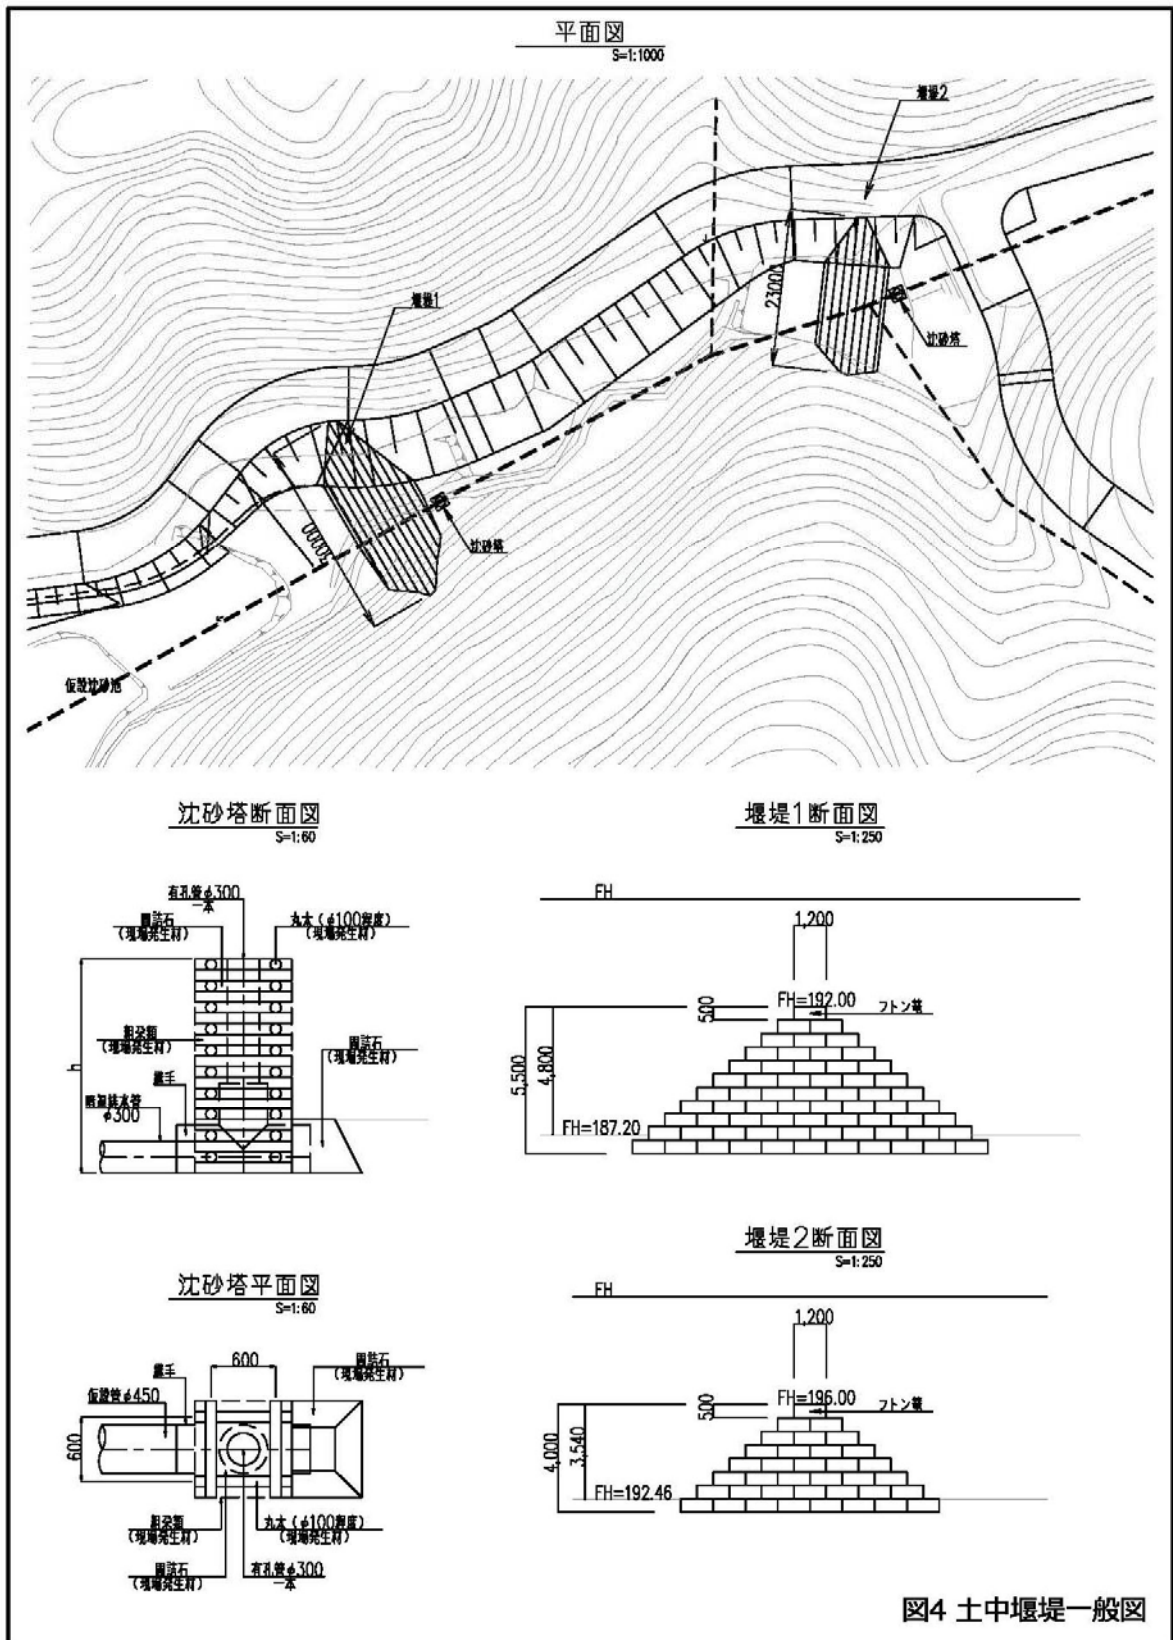 平面図
S=1:1000
堰堤2
堰堤1
23000
沈砂塔
沈砂塔
仮設沈砂池
沈砂塔断面図
S=1:60
有孔管φ300
一本
間詰石
(現場発生材)
丸太(φ100程度)
(現場発生材)
粗朶類
(現場発生材)
間詰石
(現場発生材)
継手
暗渠排水管
φ300
h
堰堤1断面図
S=1:250
FH
1,200
500
FH=192.00
フトン篭
5,500
4,800
FH=187.20
沈砂塔平面図
S=1:60
600
継手
間詰石
(現場発生材)
仮設管φ450
600
粗朶類
(現場発生材)
丸太(φ100程度)
(現場発生材)
間詰石
(現場発生材)
有孔管φ300
一本
堰堤2断面図
S=1:250
FH
1,200
500
FH=196.00
フトン篭
4,000
3,540
FH=192.46
図4 土中堰堤一般図